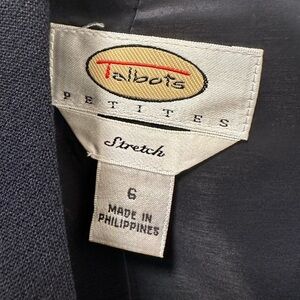 Talbots
PETITES
Stretch
6
MADE IN
PHILIPPINES